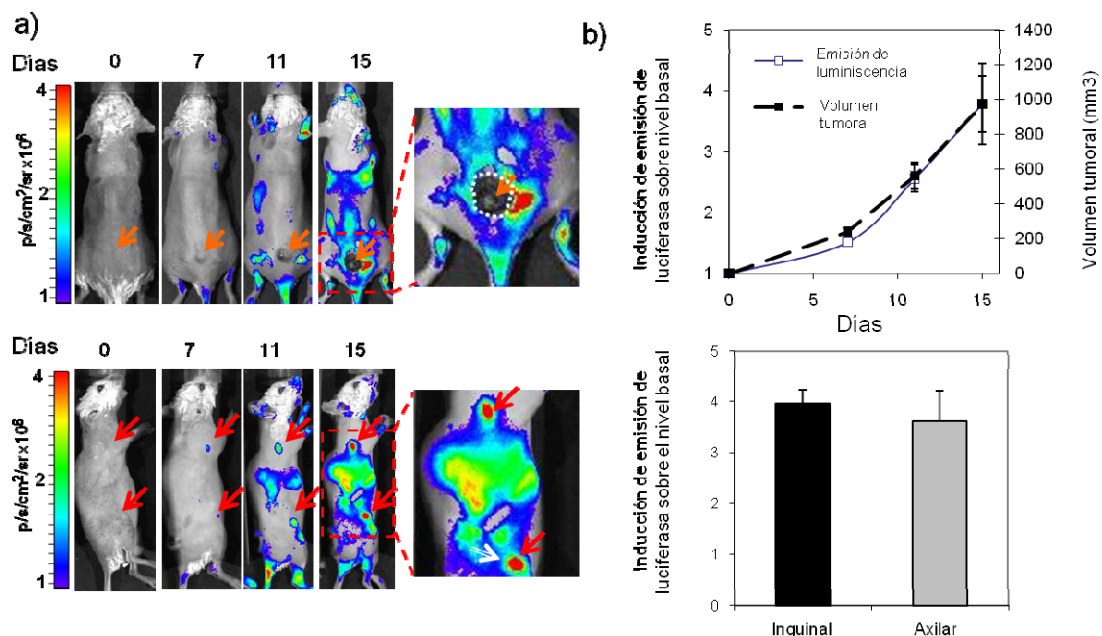 a)
Días
0
7
11
15
4
2
1
p/s/cm²/sr x10⁶
Días
0
7
11
15
4
2
1
p/s/cm²/sr x10⁶
b)
5
4
3
2
1
Inducción de emisión de
luciferasa sobre nivel basal
Emisión de
luminiscencia
Volumen
tumora
1400
1200
1000
800
600
400
200
0
Volumen tumoral (mm3)
0
5
10
15
Días
5
4
3
2
1
0
Inducción de emisión de
luciferasa sobre el nivel basal
Inguinal
Axilar